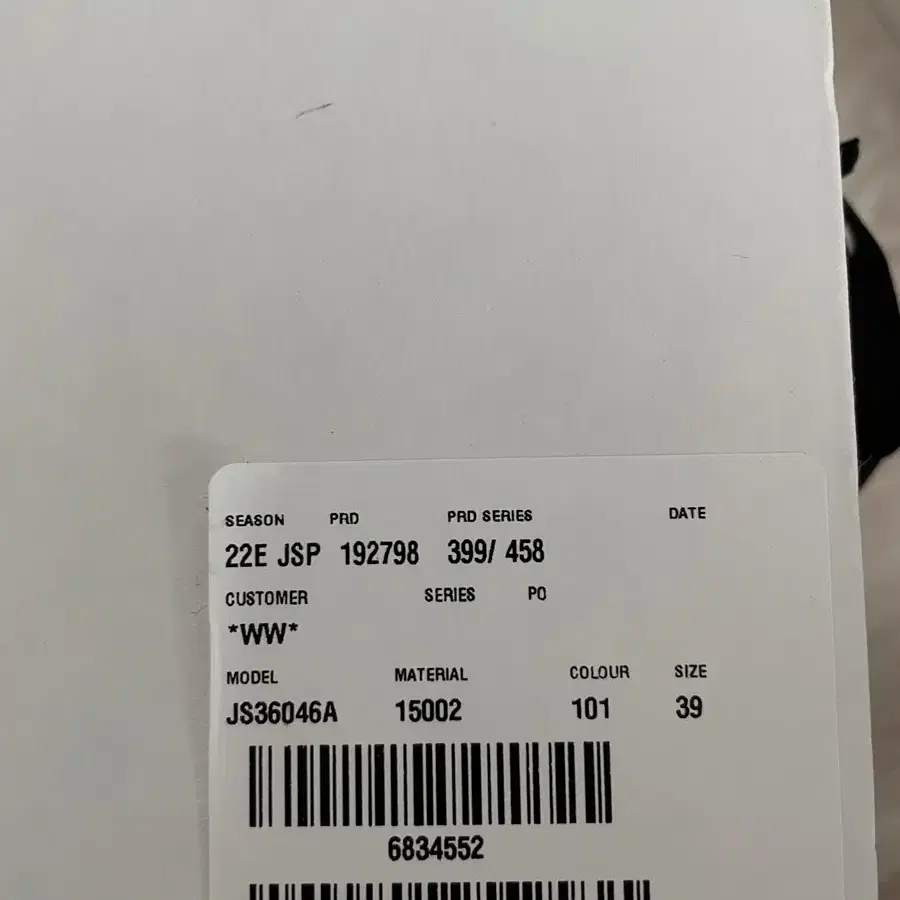 SEASON PRD PRD SERIES DATE
22E JSP 192798 399/ 458
CUSTOMER SERIES PO
*WW*
MODEL MATERIAL COLOUR SIZE
JS36046A 15002 101 39
6834552